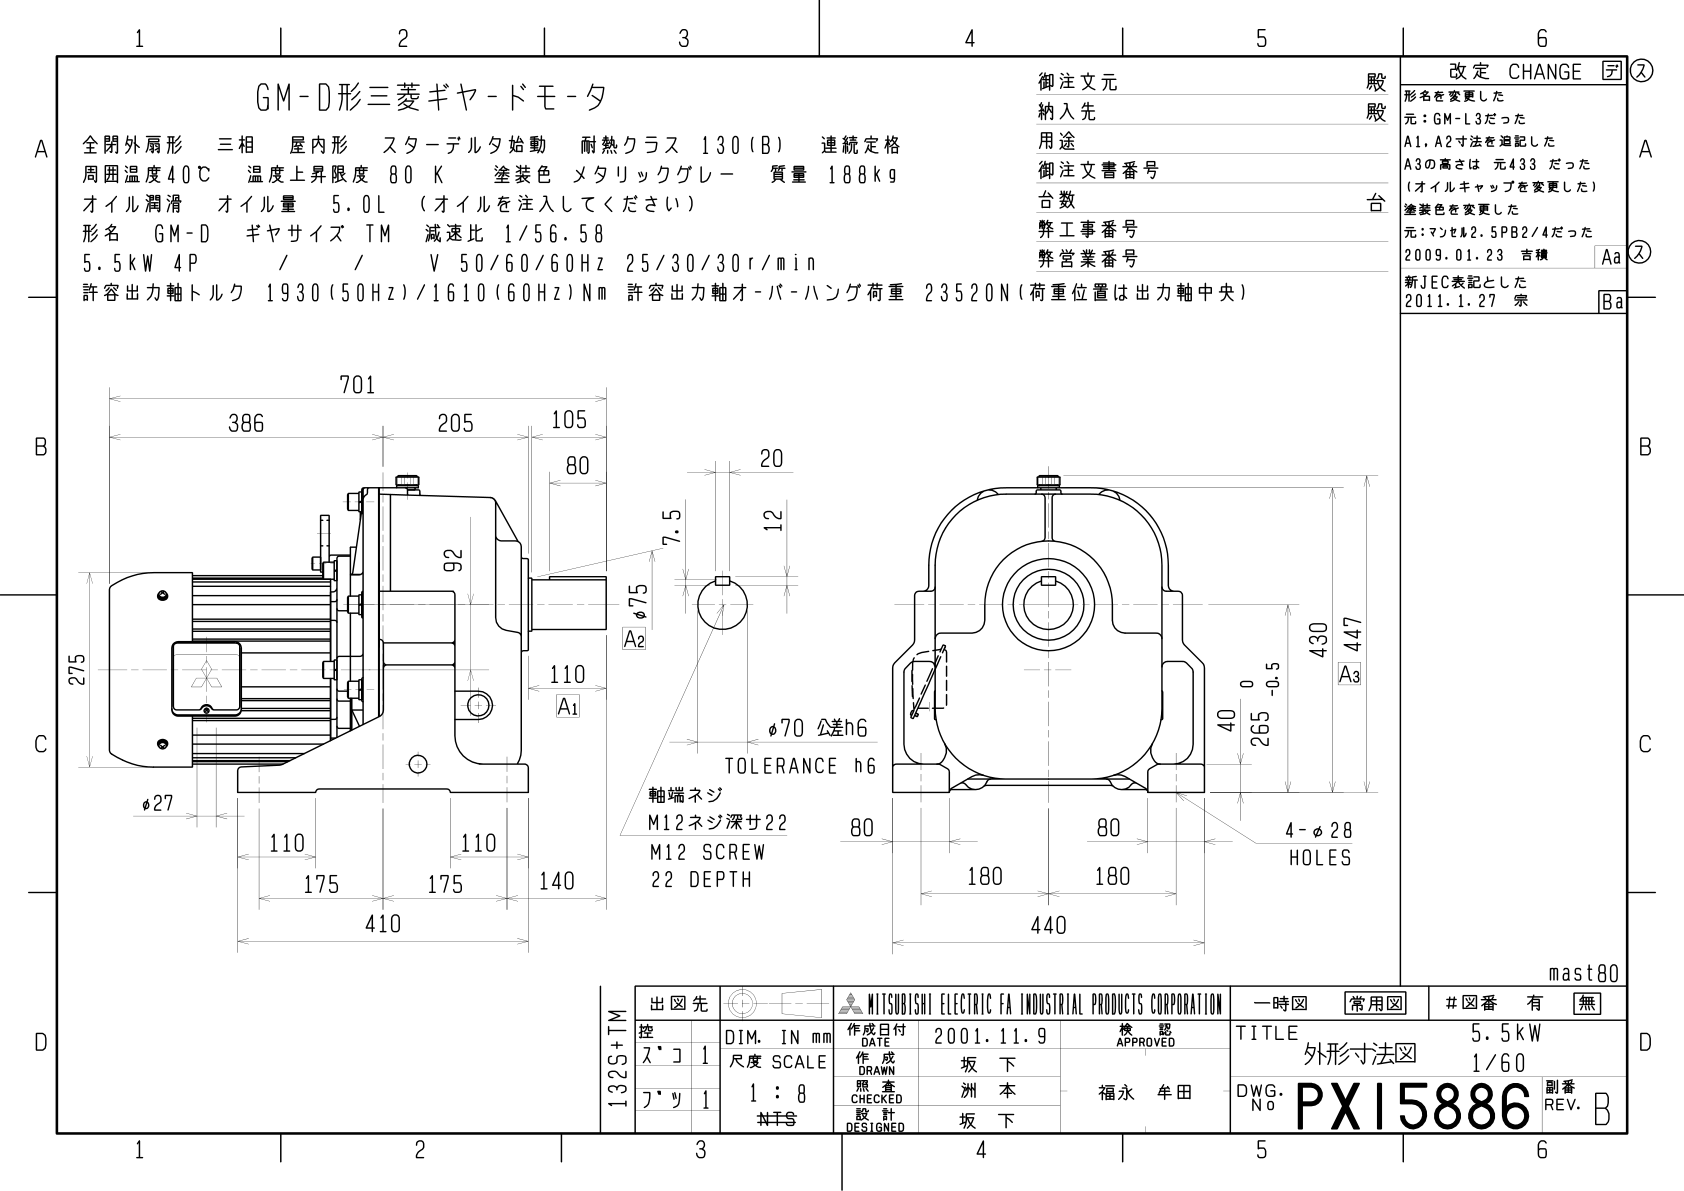 1 2 3 4 5 6
A B C D
GM-D形三菱ギヤードモータ
全閉外扇形 三相 屋内形 スターデルタ始動 耐熱クラス 130(B) 連続定格
周囲温度40℃ 温度上昇限度 80 K 塗装色 メタリックグレー 質量 188kg
オイル潤滑 オイル量 5.0L (オイルを注入してください)
形名 GM-D ギヤサイズ TM 減速比 1/56.58
5.5kW 4P / / V 50/60/60Hz 25/30/30r/min
許容出力軸トルク 1930(50Hz)/1610(60Hz)Nm 許容出力軸オーバーハング荷重 23520N(荷重位置は出力軸中央)
御注文元 殿
納入先 殿
用途
御注文書番号
台数 台
弊工事番号
弊営業番号
改定 CHANGE デ ス
形名を変更した
元:GM-L3だった
A1,A2寸法を追記した
A3の高さは 元433 だった
(オイルキャップを変更した)
塗装色を変更した
元:マンセル2.5PB2/4だった
2009.01.23 吉積 Aa ス
新JEC表記とした
2011.1.27 宗 Ba
A B C D
701
386 205 105
80
92
275
φ75
A2
110
A1
φ27
110 110
175 175 140
410
20
7.5
12
φ70 公差h6
TOLERANCE h6
軸端ネジ
M12ネジ深サ22
M12 SCREW
22 DEPTH
430
447
A3
40
265 0 -0.5
80 80
4-φ28
HOLES
180 180
440
mast80
132S+TM
出図先
控
ズコ 1
ブツ 1
DIM. IN mm
尺度 SCALE
1 : 8
NTS
MITSUBISHI ELECTRIC FA INDUSTRIAL PRODUCTS CORPORATION
作成日付 DATE 2001.11.9
作成 DRAWN 坂下
照査 CHECKED 洲本
設計 DESIGNED 坂下
検認 APPROVED
福永 牟田
一時図 常用図 #図番 有 無
TITLE 外形寸法図 5.5kW
1/60
DWG. No PX15886 副番 REV. B
1 2 3 4 5 6